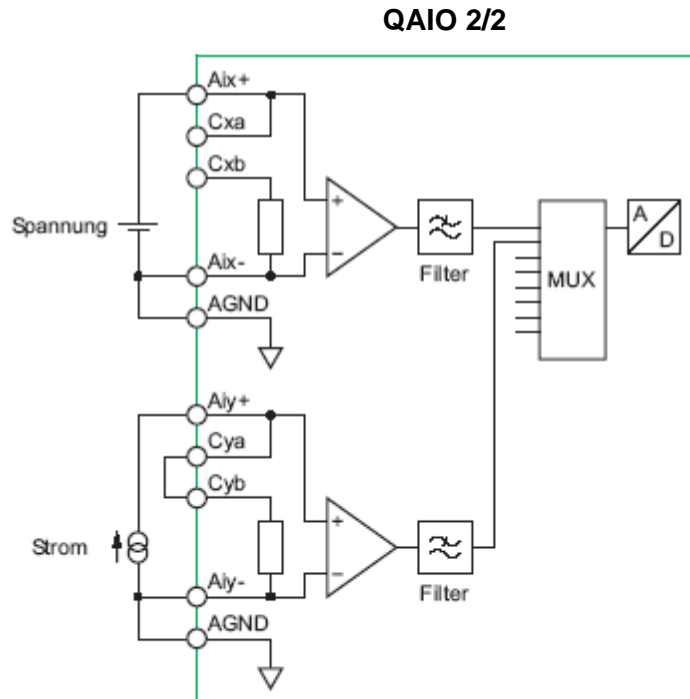 QAIO 2/2
Aix+
Cxa
Cxb
Spannung
+
−
Aix-
AGND
Filter
MUX
A
D
Aiy+
Cya
Cyb
Strom
+
−
Aiy-
AGND
Filter